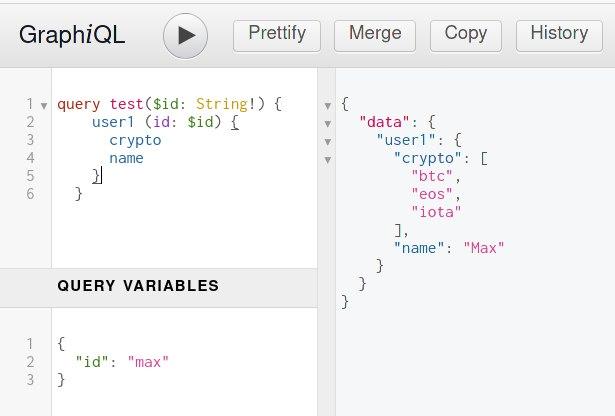 GraphiQL Prettify Merge Copy History
1 query test($id: String!) {
2 user1 (id: $id) {
3 crypto
4 name
5 }
6 }
QUERY VARIABLES
1 {
2 "id": "max"
3 }
{
"data": {
"user1": {
"crypto": [
"btc",
"eos",
"iota"
],
"name": "Max"
}
}
}